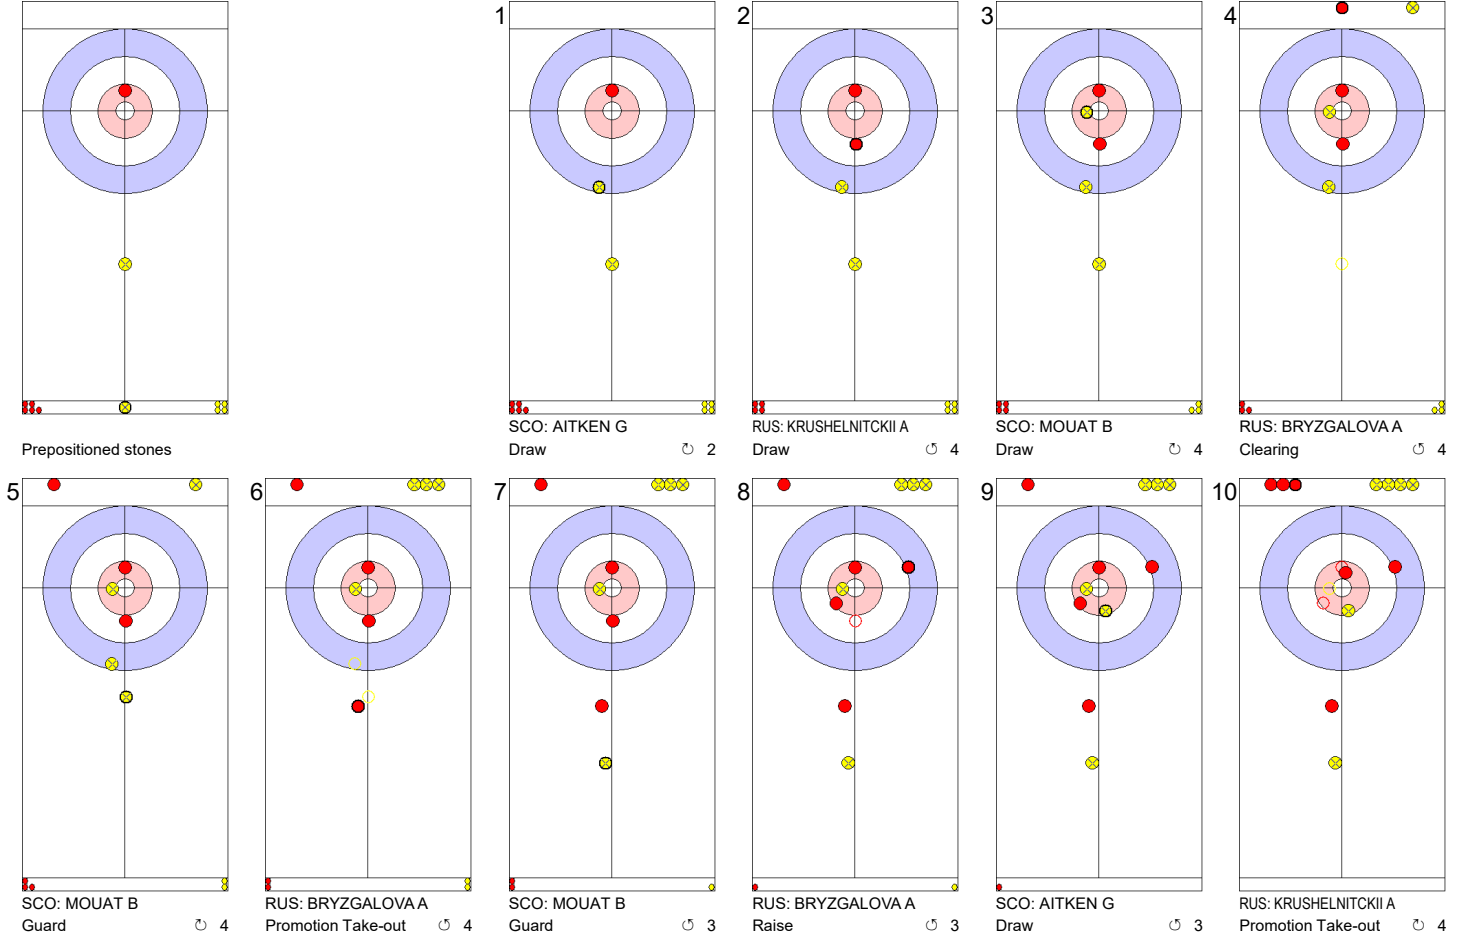 1
2
3
4
Prepositioned stones
SCO: AITKEN G
Draw ↻ 2
RUS: KRUSHELNITCKII A
Draw ↺ 4
SCO: MOUAT B
Draw ↻ 4
RUS: BRYZGALOVA A
Clearing ↺ 4
5
6
7
8
9
10
SCO: MOUAT B
Guard ↻ 4
RUS: BRYZGALOVA A
Promotion Take-out ↺ 4
SCO: MOUAT B
Guard ↺ 3
RUS: BRYZGALOVA A
Raise ↺ 3
SCO: AITKEN G
Draw ↺ 3
RUS: KRUSHELNITCKII A
Promotion Take-out ↺ 4